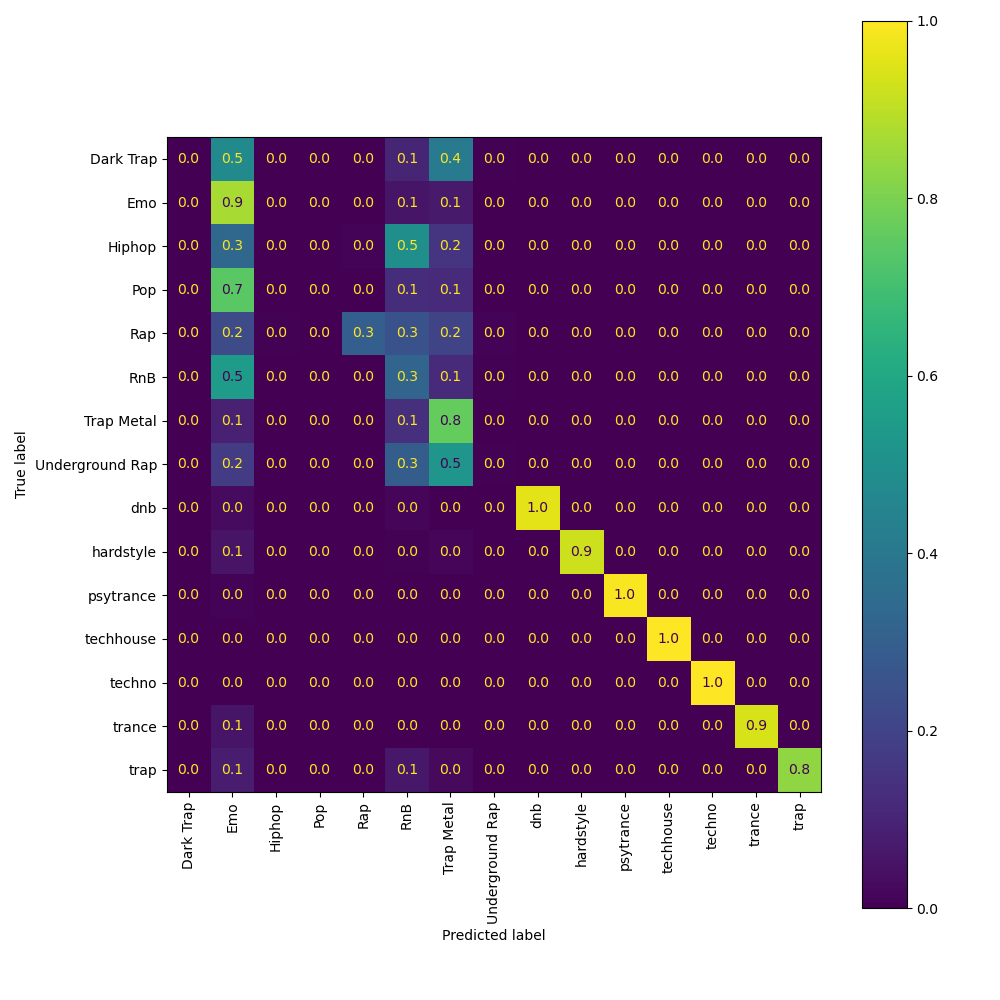 1.0
Dark Trap 0.0 0.5 0.0 0.0 0.0 0.1 0.4 0.0 0.0 0.0 0.0 0.0 0.0 0.0 0.0
Emo 0.0 0.9 0.0 0.0 0.0 0.1 0.1 0.0 0.0 0.0 0.0 0.0 0.0 0.0 0.0
0.8
Hiphop 0.0 0.3 0.0 0.0 0.0 0.5 0.2 0.0 0.0 0.0 0.0 0.0 0.0 0.0 0.0
Pop 0.0 0.7 0.0 0.0 0.0 0.1 0.1 0.0 0.0 0.0 0.0 0.0 0.0 0.0 0.0
Rap 0.0 0.2 0.0 0.0 0.3 0.3 0.2 0.0 0.0 0.0 0.0 0.0 0.0 0.0 0.0
RnB 0.0 0.5 0.0 0.0 0.0 0.3 0.1 0.0 0.0 0.0 0.0 0.0 0.0 0.0 0.0
0.6
Trap Metal 0.0 0.1 0.0 0.0 0.0 0.1 0.8 0.0 0.0 0.0 0.0 0.0 0.0 0.0 0.0
True label
Underground Rap 0.0 0.2 0.0 0.0 0.0 0.3 0.5 0.0 0.0 0.0 0.0 0.0 0.0 0.0 0.0
dnb 0.0 0.0 0.0 0.0 0.0 0.0 0.0 0.0 1.0 0.0 0.0 0.0 0.0 0.0 0.0
hardstyle 0.0 0.1 0.0 0.0 0.0 0.0 0.0 0.0 0.0 0.9 0.0 0.0 0.0 0.0 0.0
0.4
psytrance 0.0 0.0 0.0 0.0 0.0 0.0 0.0 0.0 0.0 0.0 1.0 0.0 0.0 0.0 0.0
techhouse 0.0 0.0 0.0 0.0 0.0 0.0 0.0 0.0 0.0 0.0 0.0 1.0 0.0 0.0 0.0
techno 0.0 0.0 0.0 0.0 0.0 0.0 0.0 0.0 0.0 0.0 0.0 0.0 1.0 0.0 0.0
trance 0.0 0.1 0.0 0.0 0.0 0.0 0.0 0.0 0.0 0.0 0.0 0.0 0.0 0.9 0.0
0.2
trap 0.0 0.1 0.0 0.0 0.0 0.1 0.0 0.0 0.0 0.0 0.0 0.0 0.0 0.0 0.8
Dark Trap
Emo
Hiphop
Pop
Rap
RnB
Trap Metal
Underground Rap
dnb
hardstyle
psytrance
techhouse
techno
trance
trap
0.0
Predicted label